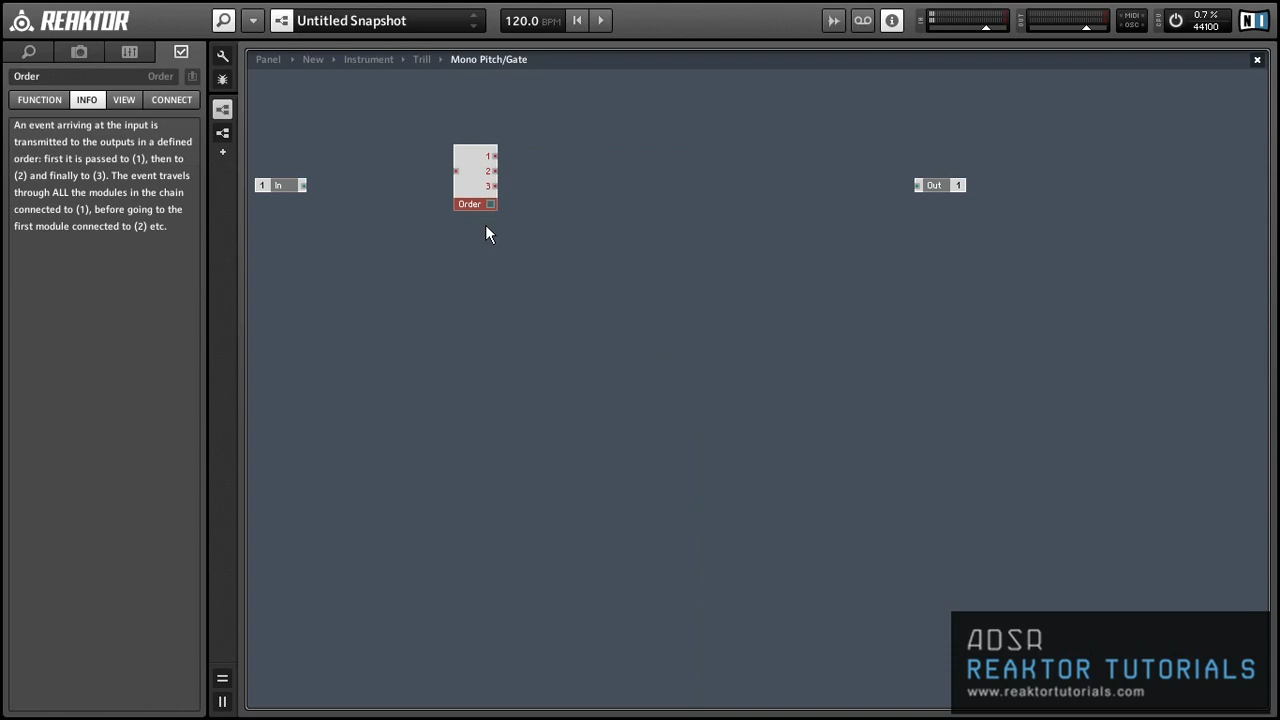 REAKTOR
Untitled Snapshot
120.0 BPM
IN
OUT
MIDI
OSC
CPU
0.7 %
44100
NI
Order
Order
FUNCTION
INFO
VIEW
CONNECT
An event arriving at the input is
transmitted to the outputs in a defined
order: first it is passed to (1), then to
(2) and finally to (3). The event travels
through ALL the modules in the chain
connected to (1), before going to the
first module connected to (2) etc.
Panel
New
Instrument
Trill
Mono Pitch/Gate
1 In
1
2
3
Order
Out 1
ADSR
REAKTOR TUTORIALS
www.reaktortutorials.com